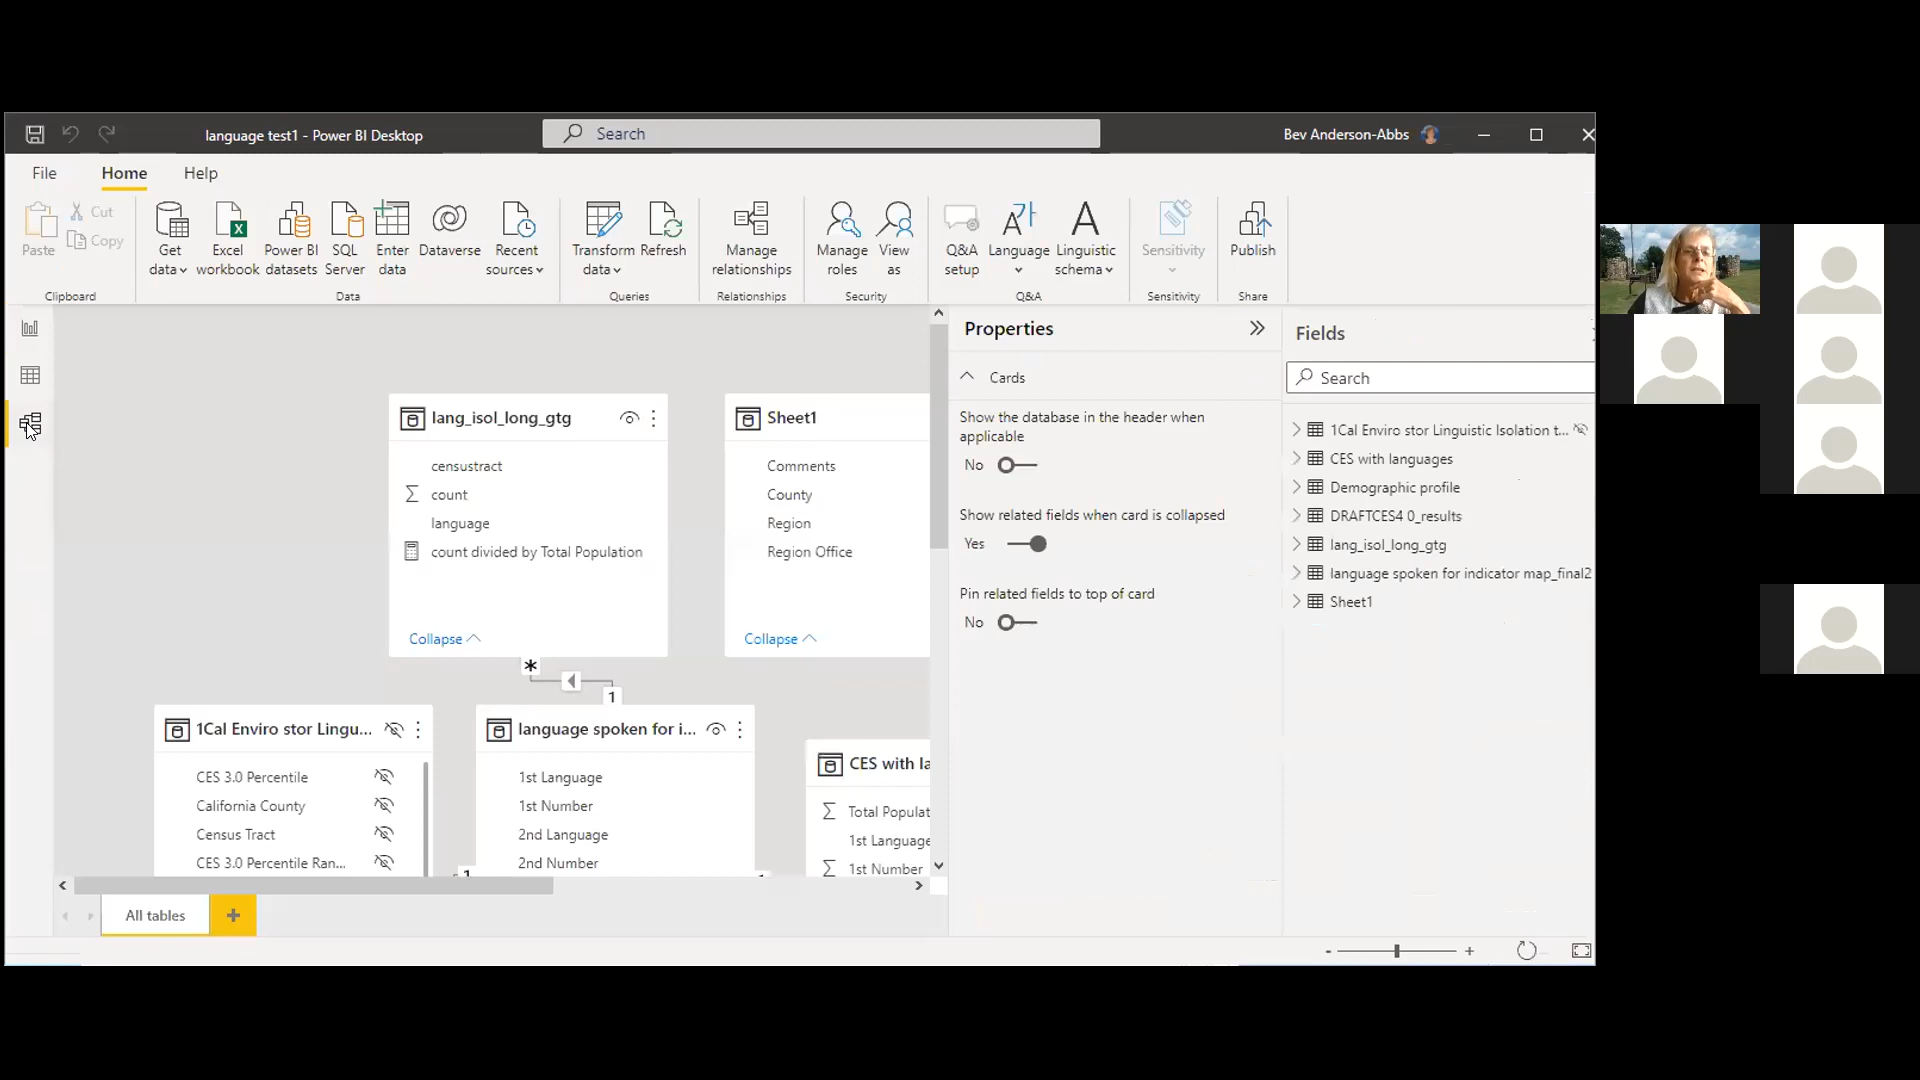 language test1 - Power BI Desktop
Search
Bev Anderson-Abbs
File
Home
Help
Paste
Cut
Copy
Clipboard
Get data
Excel workbook
Power BI datasets
SQL Server
Enter data
Dataverse
Recent sources
Data
Transform data
Refresh
Queries
Manage relationships
Relationships
Manage roles
View as
Security
Q&A setup
Language
Linguistic schema
Q&A
Sensitivity
Sensitivity
Publish
Share
lang_isol_long_gtg
censustract
count
language
count divided by Total Population
Collapse
Sheet1
Comments
County
Region
Region Office
Collapse
*
1
1Cal Enviro stor Lingu...
CES 3.0 Percentile
California County
Census Tract
CES 3.0 Percentile Ran...
1
language spoken for i...
1st Language
1st Number
2nd Language
2nd Number
CES with la
Total Populat
1st Language
1st Number
All tables
+
Properties
Cards
Show the database in the header when
applicable
No
Show related fields when card is collapsed
Yes
Pin related fields to top of card
No
Fields
Search
1Cal Enviro stor Linguistic Isolation t...
CES with languages
Demographic profile
DRAFTCES4 0_results
lang_isol_long_gtg
language spoken for indicator map_final2
Sheet1
- +